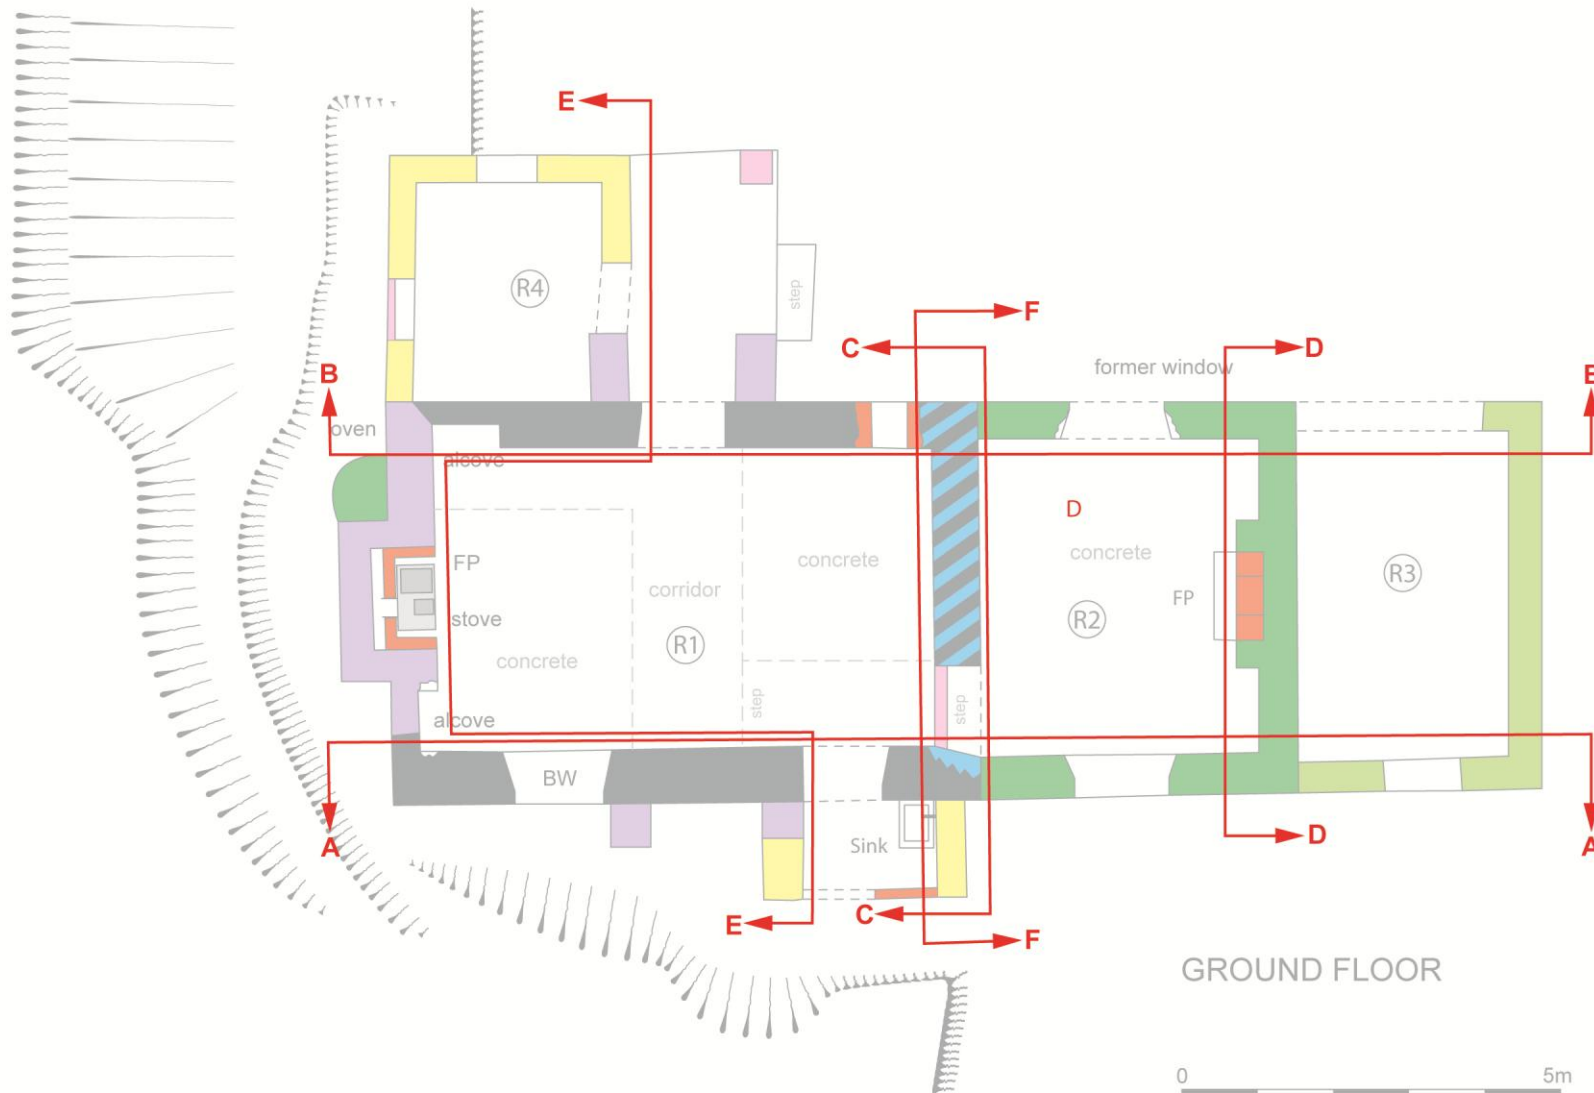 E
R4
step
F
C
D
former window
B
B
oven
alcove
D
FP
concrete
concrete
corridor
R3
stove
FP
R2
R1
concrete
step
step
alcove
BW
A
Sink
D
A
C
E
F
GROUND FLOOR
0
5m